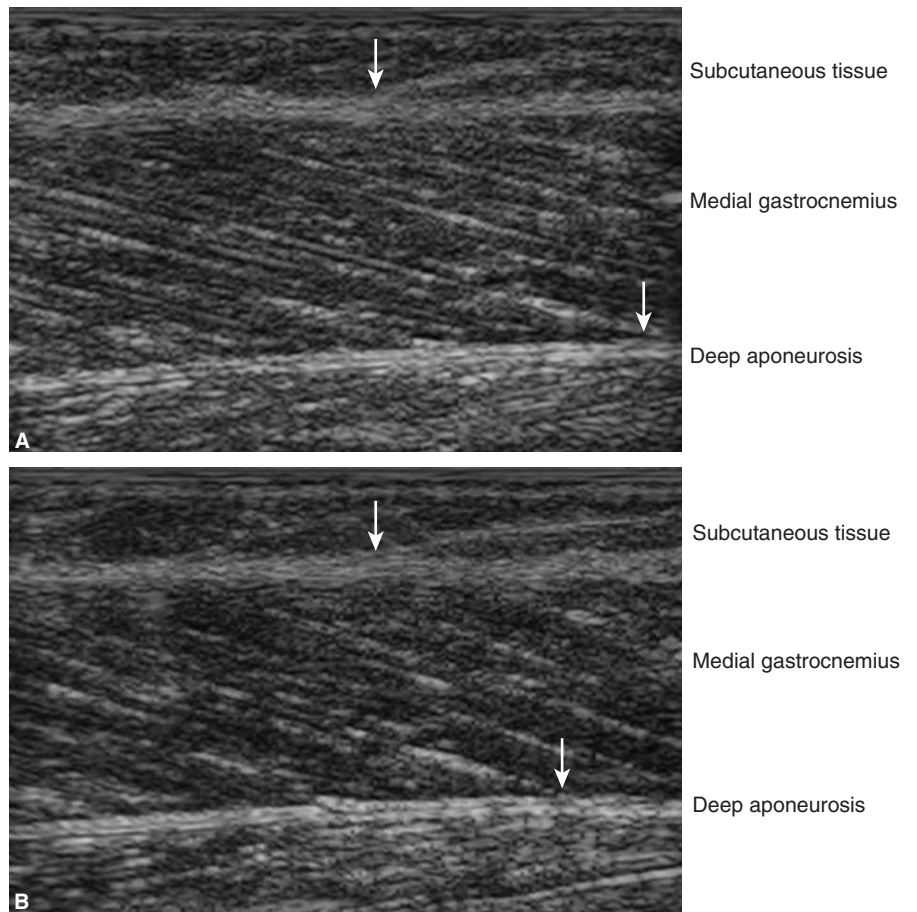 Subcutaneous tissue
Medial gastrocnemius
Deep aponeurosis
A
Subcutaneous tissue
Medial gastrocnemius
Deep aponeurosis
B